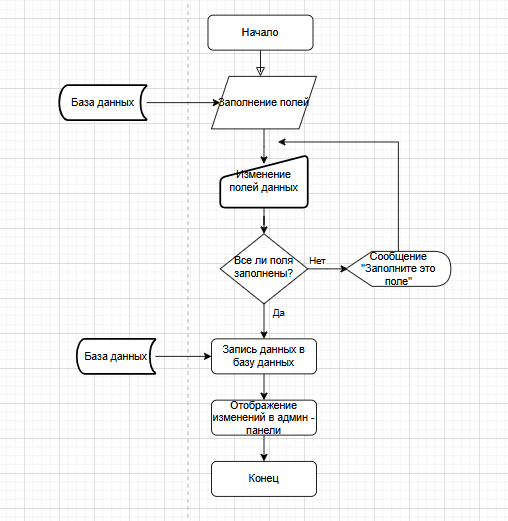 Начало
База данных
Заполнение полей
Изменение
полей данных
Все ли поля
заполнены?
Нет
Сообщение
"Заполните это
поле"
Да
База данных
Запись данных в
базу данных
Отображение
изменений в админ -
панели
Конец